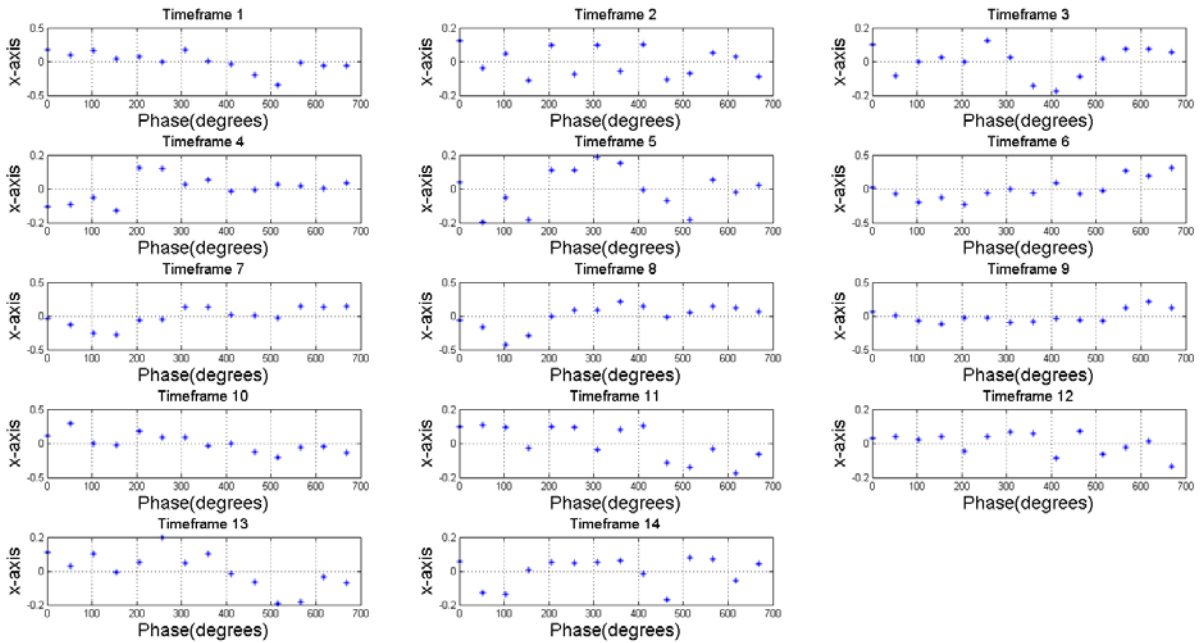 Timeframe 1
0.5
0
-0.5
x-axis
0 100 200 300 400 500 600 700
Phase(degrees)
Timeframe 2
0.2
0
-0.2
x-axis
0 100 200 300 400 500 600 700
Phase(degrees)
Timeframe 3
0.2
0
-0.2
x-axis
0 100 200 300 400 500 600 700
Phase(degrees)
Timeframe 4
0.2
0
-0.2
x-axis
0 100 200 300 400 500 600 700
Phase(degrees)
Timeframe 5
0.2
0
-0.2
x-axis
0 100 200 300 400 500 600 700
Phase(degrees)
Timeframe 6
0.5
0
-0.5
x-axis
0 100 200 300 400 500 600 700
Phase(degrees)
Timeframe 7
0.5
0
-0.5
x-axis
0 100 200 300 400 500 600 700
Phase(degrees)
Timeframe 8
0.5
0
-0.5
x-axis
0 100 200 300 400 500 600 700
Phase(degrees)
Timeframe 9
0.5
0
-0.5
x-axis
0 100 200 300 400 500 600 700
Phase(degrees)
Timeframe 10
0.5
0
-0.5
x-axis
0 100 200 300 400 500 600 700
Phase(degrees)
Timeframe 11
0.2
0
-0.2
x-axis
0 100 200 300 400 500 600 700
Phase(degrees)
Timeframe 12
0.2
0
-0.2
x-axis
0 100 200 300 400 500 600 700
Phase(degrees)
Timeframe 13
0.2
0
-0.2
x-axis
0 100 200 300 400 500 600 700
Phase(degrees)
Timeframe 14
0.2
0
-0.2
x-axis
0 100 200 300 400 500 600 700
Phase(degrees)